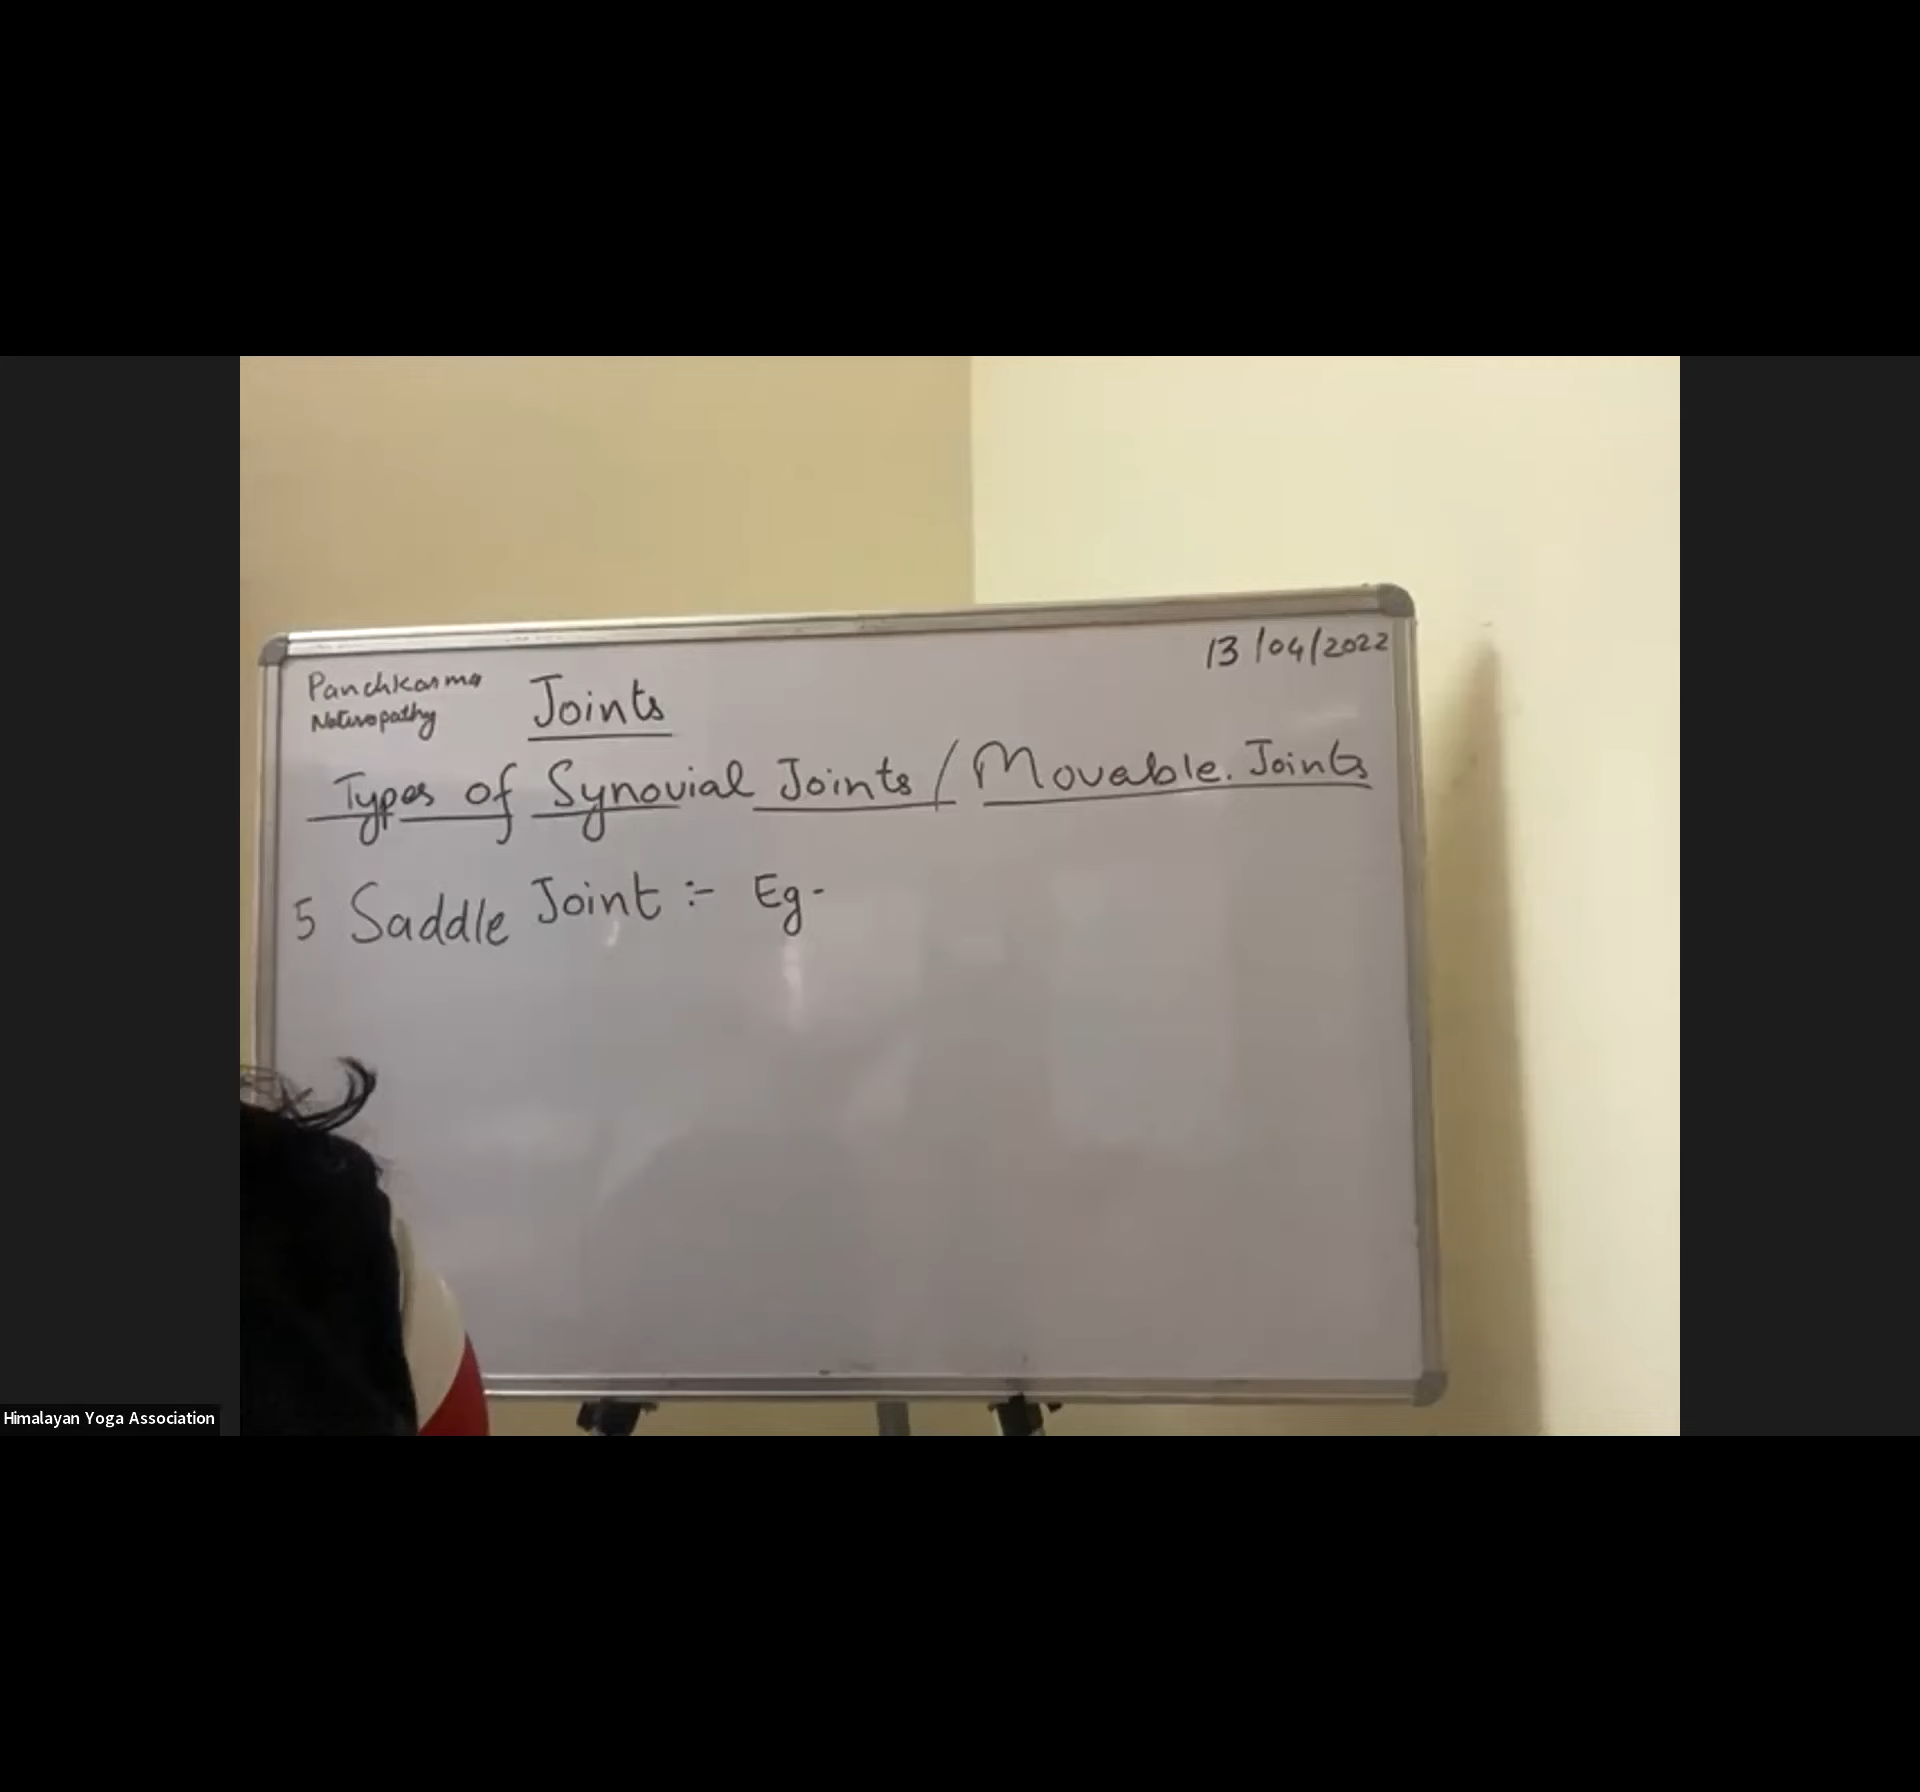 Panchkarma
Naturopathy
Joints
13/04/2022
Types of Synovial Joints / Movable. Joints
5 Saddle Joint :- Eg-
Himalayan Yoga Association